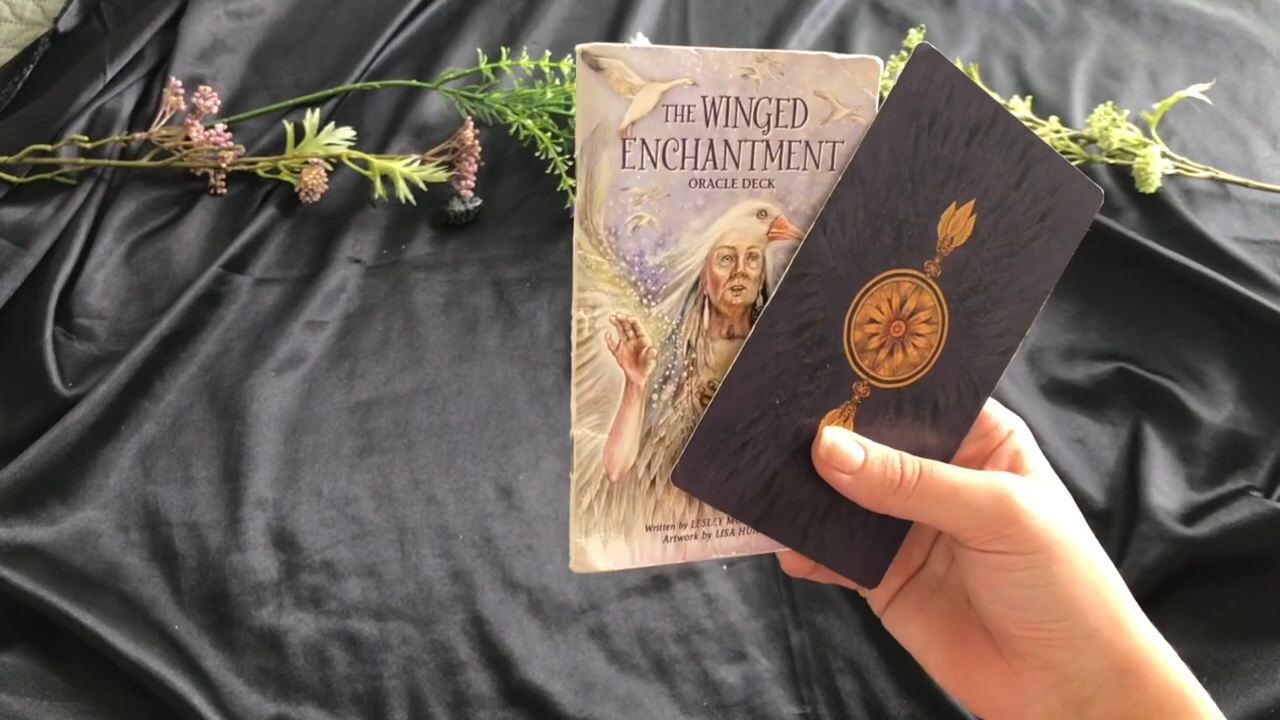 THE WINGED
ENCHANTMENT
ORACLE DECK
Written by LESLEY
Artwork by LISA